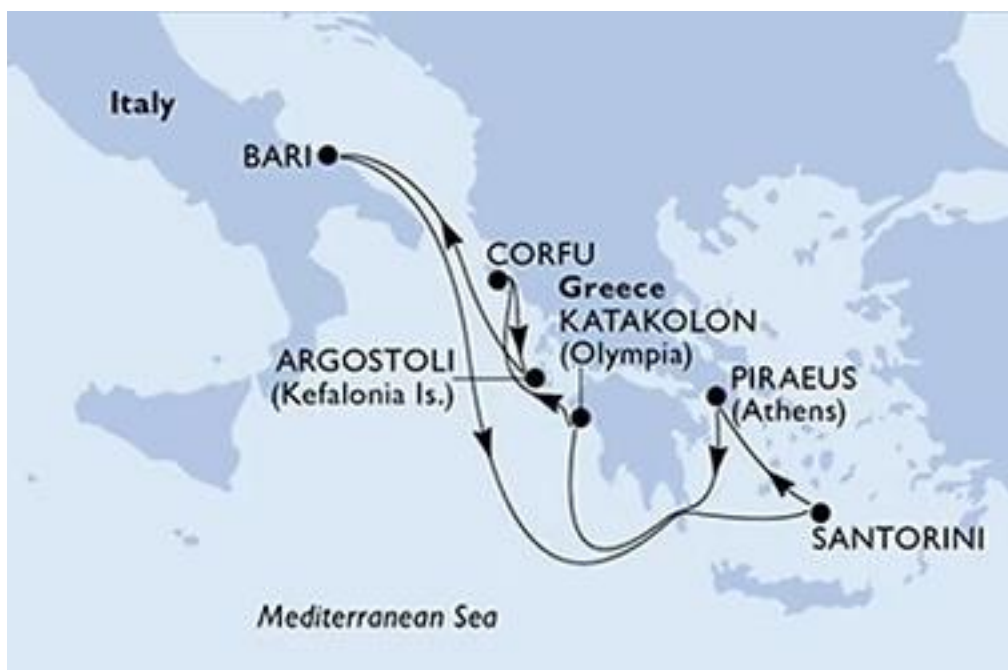 Italy
BARI
CORFU
Greece
KATAKOLON
(Olympia)
ARGOSTOLI
(Kefalonia Is.)
PIRAEUS
(Athens)
SANTORINI
Mediterranean Sea